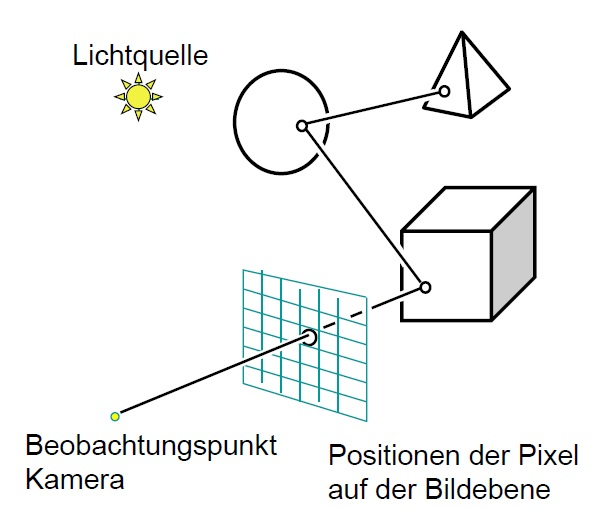 Lichtquelle
Beobachtungspunkt
Kamera
Positionen der Pixel
auf der Bildebene